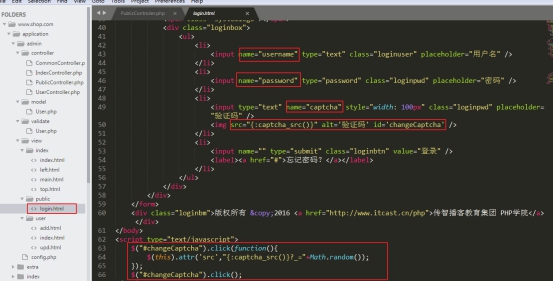 File Edit Selection Find View Goto Tools Project Preferences Help
FOLDERS
www.shop.com
application
admin
controller
CommonController.p
IndexController.php
PublicController.ph
UserController.php
model
User.php
validate
User.php
view
index
index.html
left.html
main.html
top.html
public
login.html
user
add.html
index.html
upd.html
config.php
extra
index
PublicController.php
login.html
40 <div class="loginbox">
41 <ul>
42 <li>
43 <input name="username" type="text" class="loginuser" placeholder="用户名" />
44 </li>
45 <li>
46 <input name="password" type="password" class="loginpwd" placeholder="密码" />
47 </li>
48 <li>
49 <input type="text" name="captcha" style="width: 100px" class="loginpwd" placeholder=
"验证码" />
50 <img src="{:captcha_src()}" alt='验证码' id='changeCaptcha' />
51 </li>
52 <li>
53 <input name="" type="submit" class="loginbtn" value="登录" />
54 <label><a href="#">忘记密码？</a></label>
55 </li>
56 </ul>
57 </div>
58 </div>
59 </form>
60 <div class="loginbm">版权所有 &copy;2016 <a href="http://www.itcast.cn/php">传智播客教育集团 PHP学院</a>
</div>
61 </body>
62 <script type="text/javascript">
63 $("#changeCaptcha").click(function(){
64 $(this).attr('src',"{:captcha_src()}?_="+Math.random());
65 });
66 $("#changeCaptcha").click();